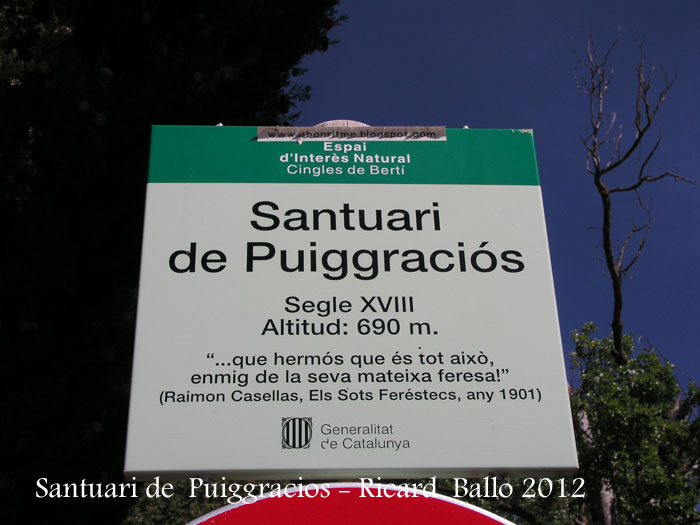 www.abonritme.blogspot.com
Espai
d'Interès Natural
Cingles de Bertí
Santuari
de Puiggraciós
Segle XVIII
Altitud: 690 m.
“...que hermós que és tot això,
enmig de la seva mateixa feresa!”
(Raimon Casellas, Els Sots Feréstecs, any 1901)
Generalitat
de Catalunya
Santuari de Puiggracios - Ricard Ballo 2012